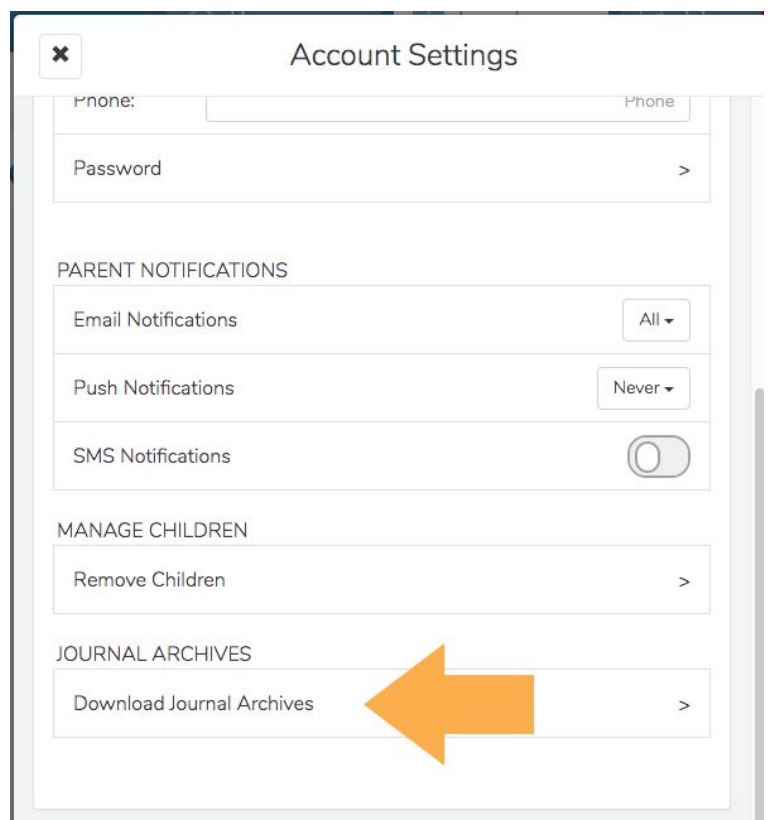 ✖ Account Settings
Phone: Phone
Password >
PARENT NOTIFICATIONS
Email Notifications All
Push Notifications Never
SMS Notifications
MANAGE CHILDREN
Remove Children >
JOURNAL ARCHIVES
Download Journal Archives >